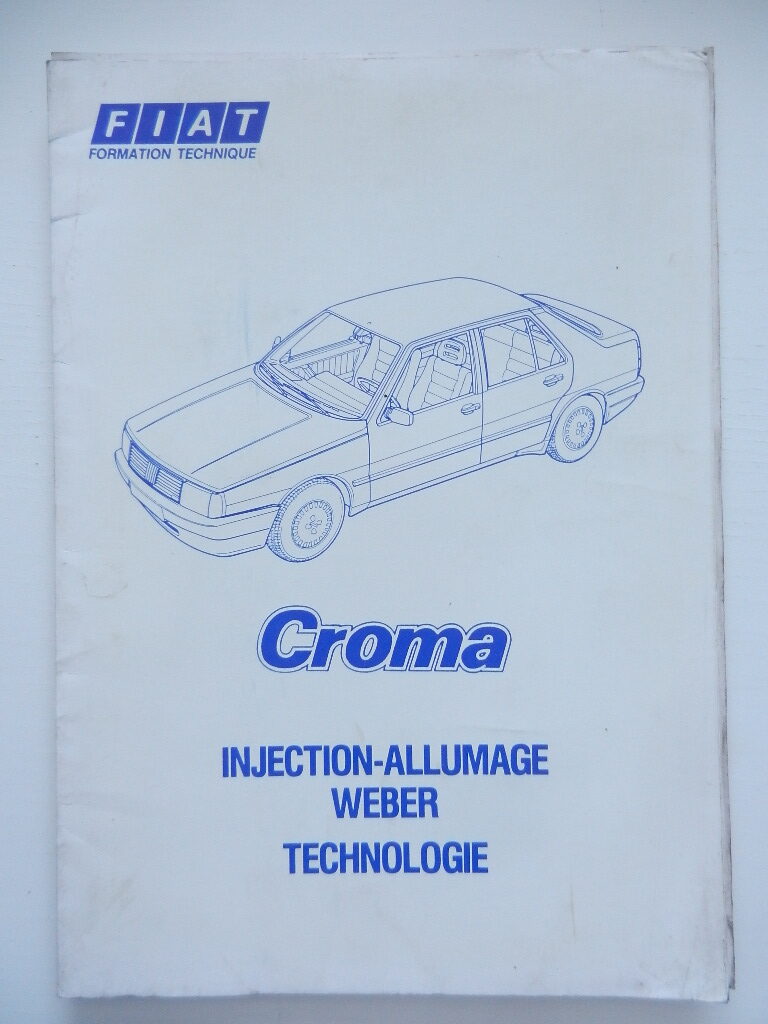 FIAT
FORMATION TECHNIQUE
Croma
INJECTION-ALLUMAGE
WEBER
TECHNOLOGIE